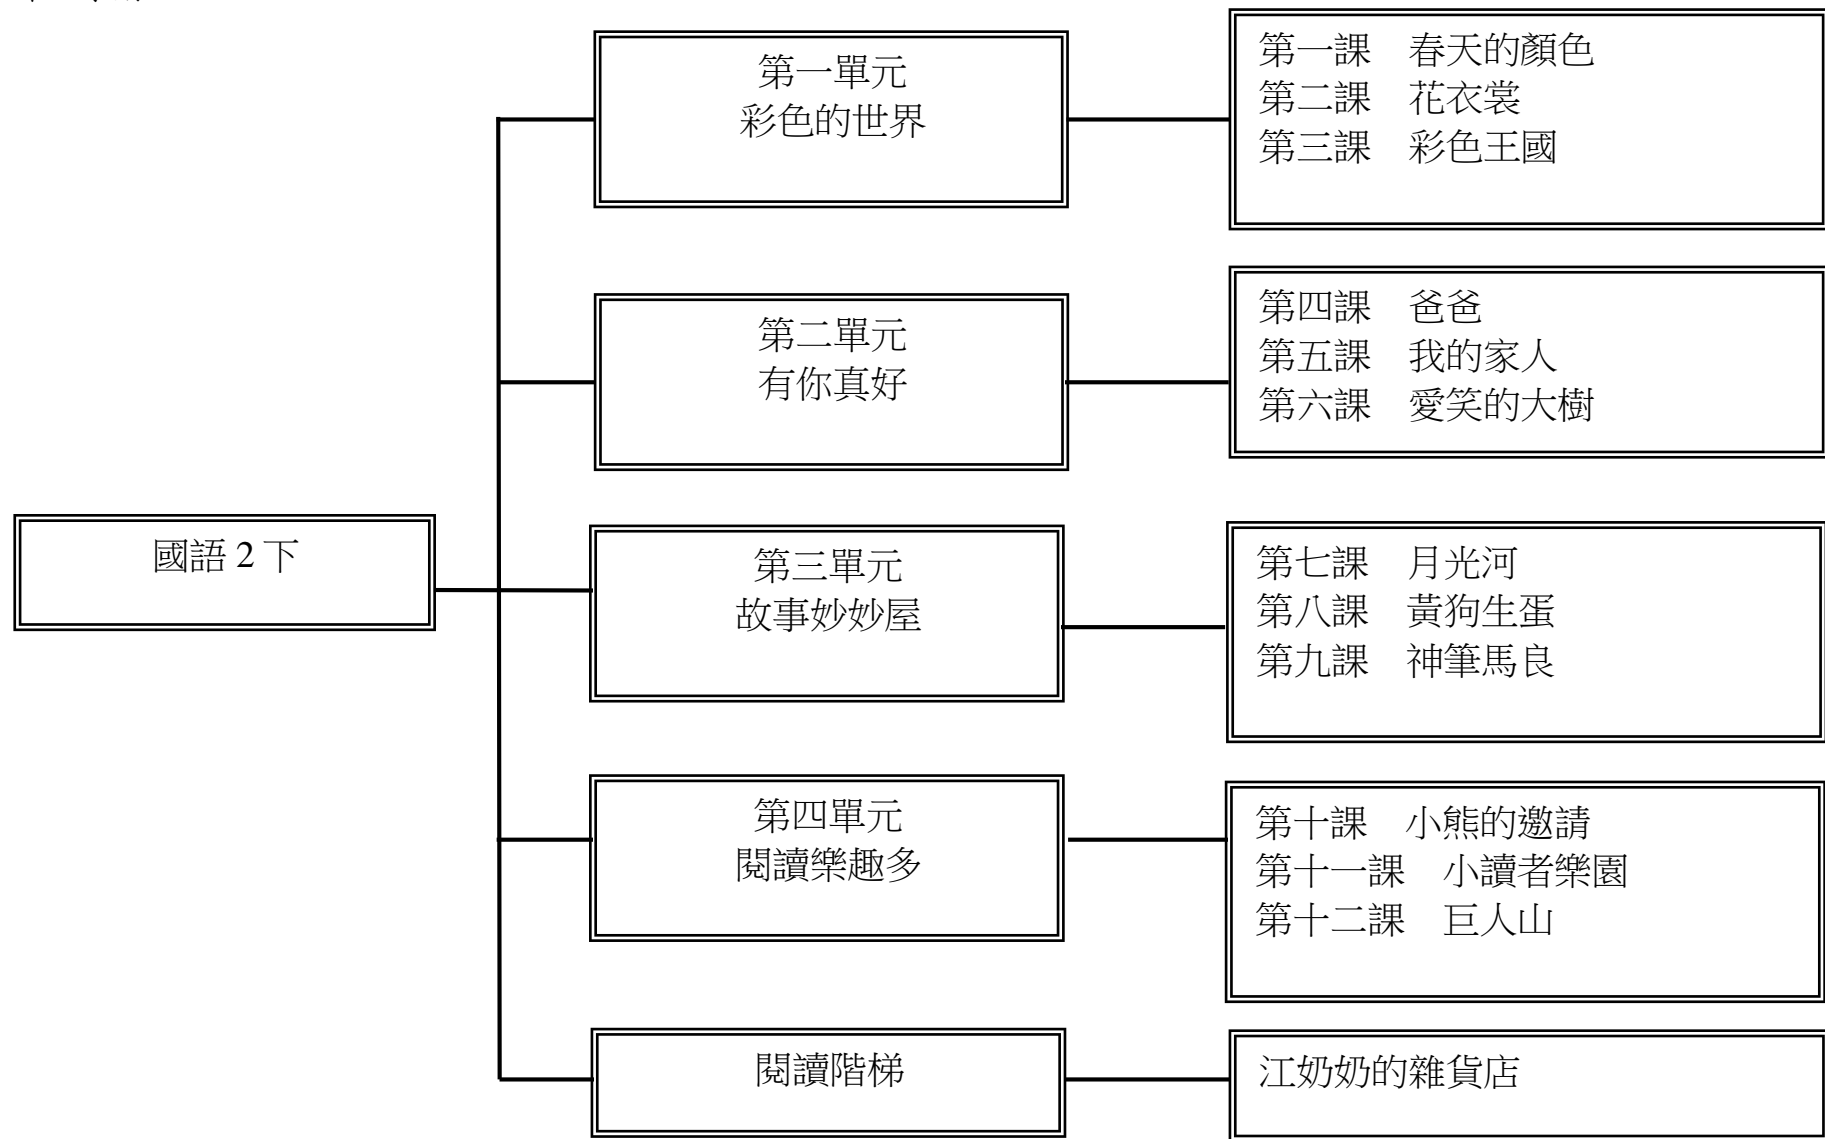 第一單元
彩色的世界
第一課　春天的顏色
第二課　花衣裳
第三課　彩色王國
第二單元
有你真好
第四課　爸爸
第五課　我的家人
第六課　愛笑的大樹
國語 2 下
第三單元
故事妙妙屋
第七課　月光河
第八課　黃狗生蛋
第九課　神筆馬良
第四單元
閱讀樂趣多
第十課　小熊的邀請
第十一課　小讀者樂園
第十二課　巨人山
閱讀階梯
江奶奶的雜貨店